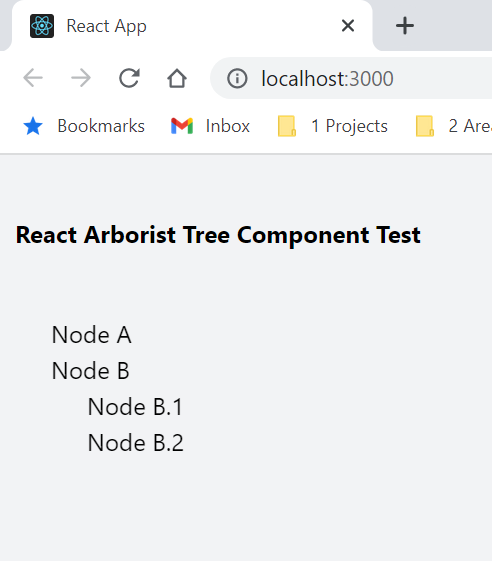 React App
localhost:3000
Bookmarks Inbox 1 Projects 2 Area
React Arborist Tree Component Test
Node A
Node B
Node B.1
Node B.2